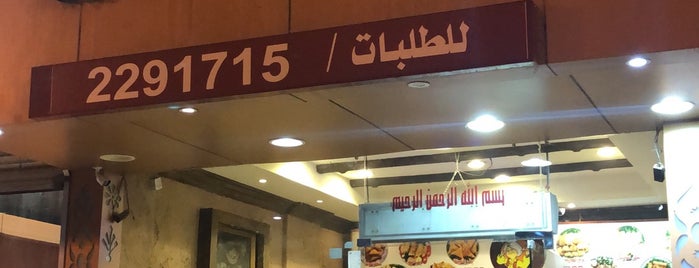 للطلبات / 2291715
بسم الله الرحمن الرحيم